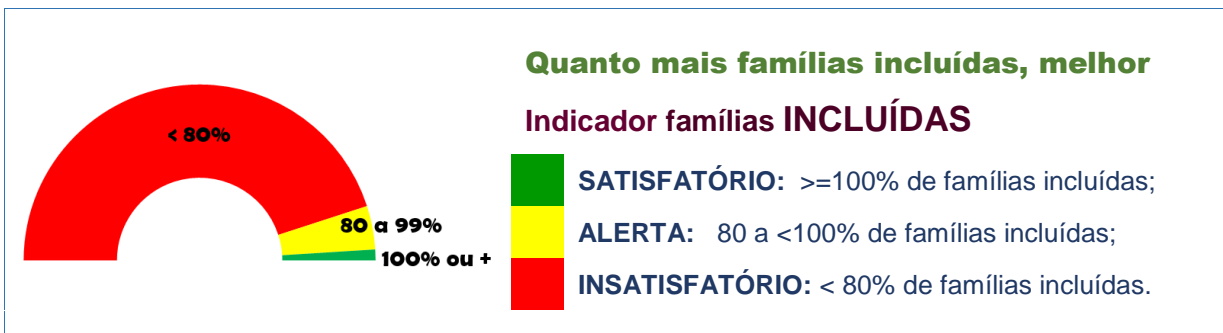 Quanto mais famílias incluídas, melhor
Indicador famílias INCLUÍDAS
< 80%
80 a 99%
100% ou +
SATISFATÓRIO: >=100% de famílias incluídas;
ALERTA: 80 a <100% de famílias incluídas;
INSATISFATÓRIO: < 80% de famílias incluídas.